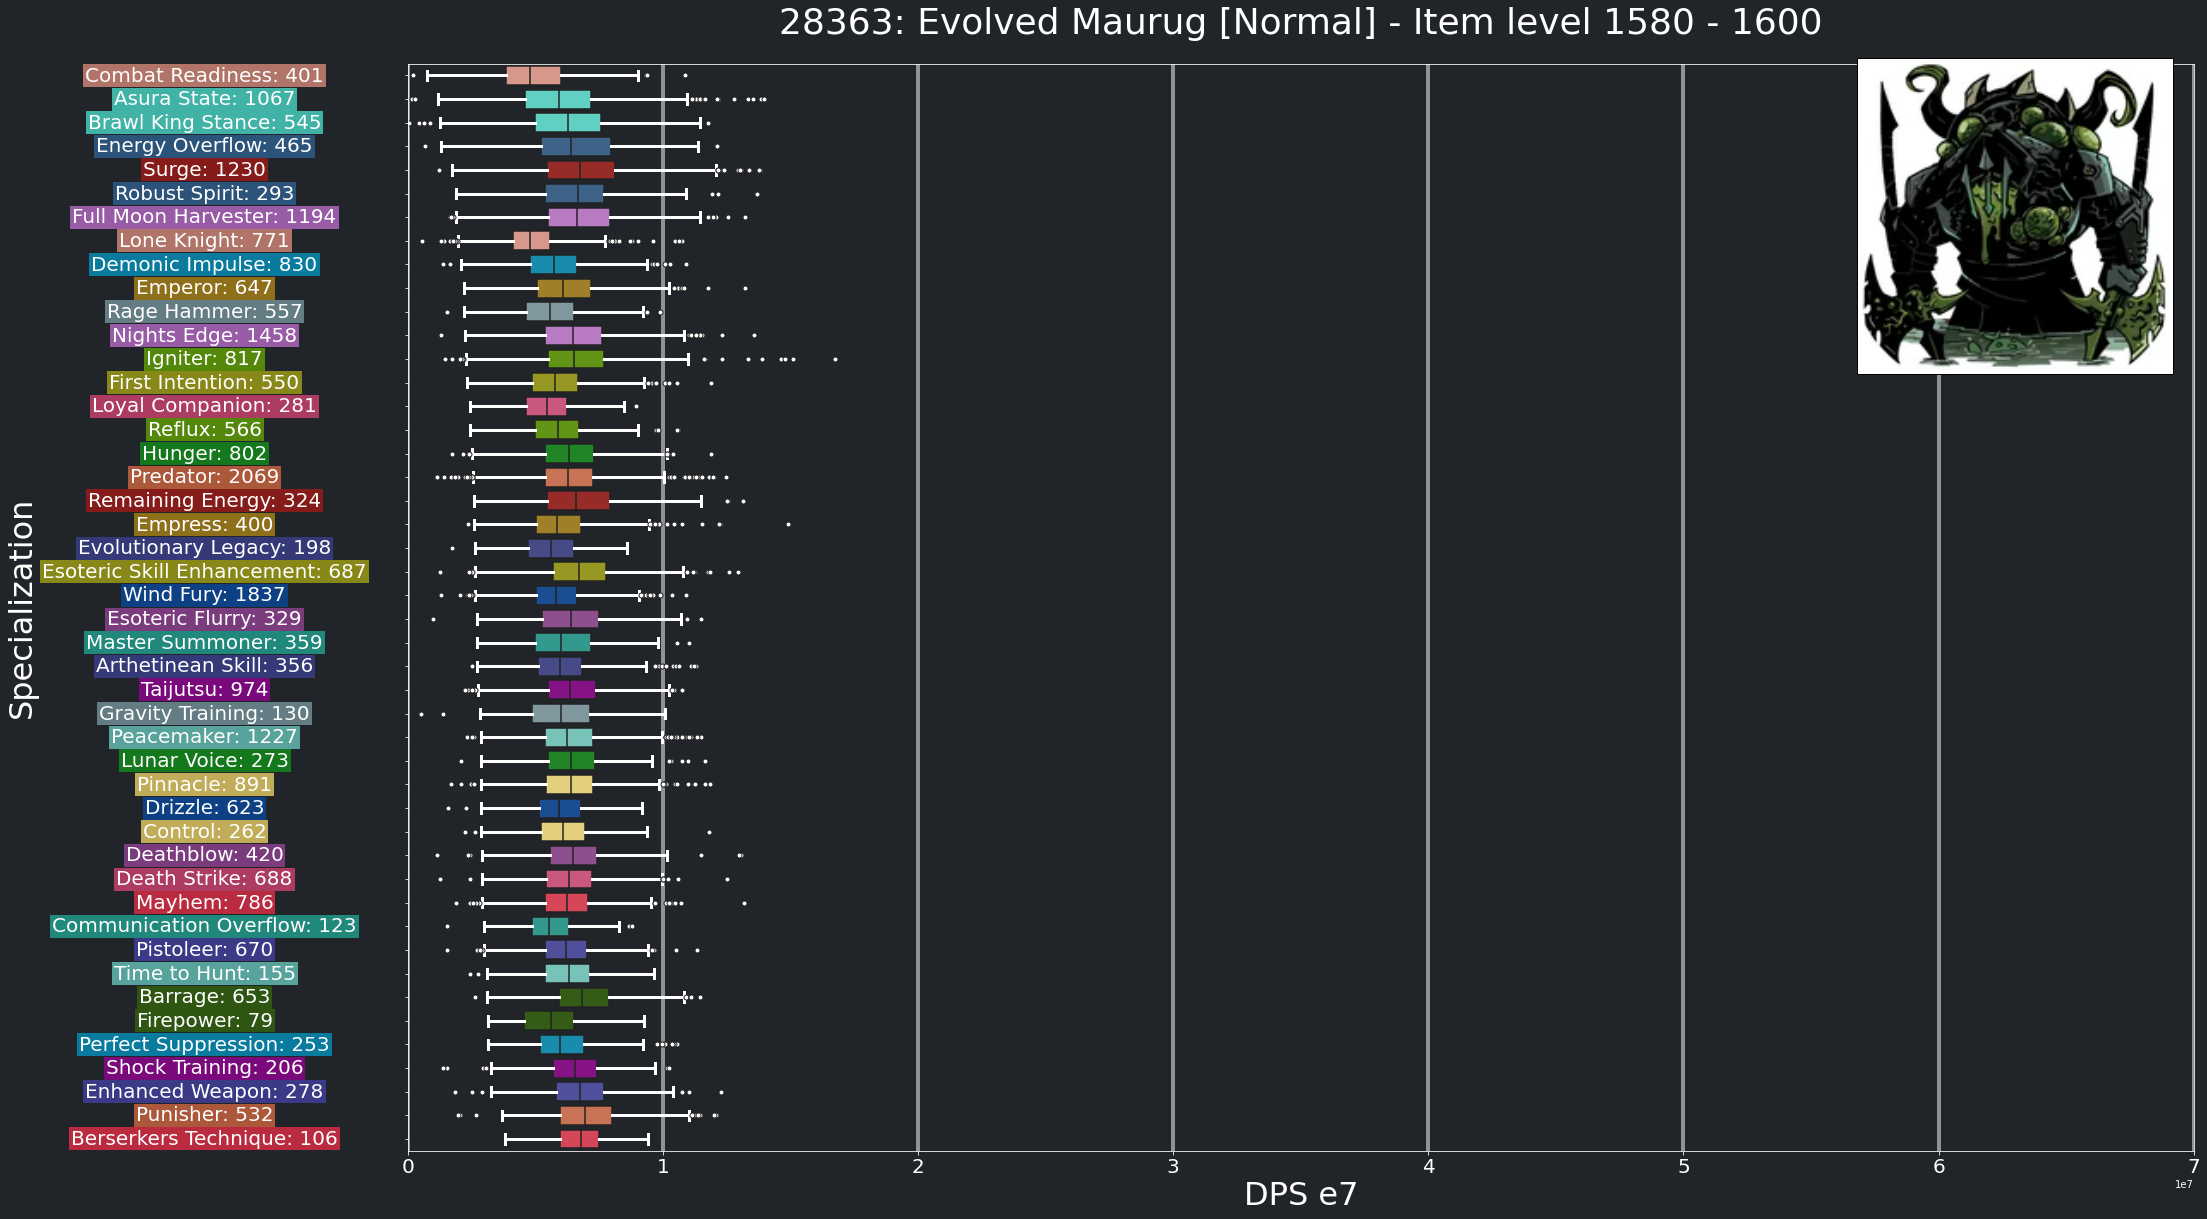 28363: Evolved Maurug [Normal] - Item level 1580 - 1600
Specialization
Combat Readiness: 401
Asura State: 1067
Brawl King Stance: 545
Energy Overflow: 465
Surge: 1230
Robust Spirit: 293
Full Moon Harvester: 1194
Lone Knight: 771
Demonic Impulse: 830
Emperor: 647
Rage Hammer: 557
Nights Edge: 1458
Igniter: 817
First Intention: 550
Loyal Companion: 281
Reflux: 566
Hunger: 802
Predator: 2069
Remaining Energy: 324
Empress: 400
Evolutionary Legacy: 198
Esoteric Skill Enhancement: 687
Wind Fury: 1837
Esoteric Flurry: 329
Master Summoner: 359
Arthetinean Skill: 356
Taijutsu: 974
Gravity Training: 130
Peacemaker: 1227
Lunar Voice: 273
Pinnacle: 891
Drizzle: 623
Control: 262
Deathblow: 420
Death Strike: 688
Mayhem: 786
Communication Overflow: 123
Pistoleer: 670
Time to Hunt: 155
Barrage: 653
Firepower: 79
Perfect Suppression: 253
Shock Training: 206
Enhanced Weapon: 278
Punisher: 532
Berserkers Technique: 106
0 1 2 3 4 5 6 7
1e7
DPS e7